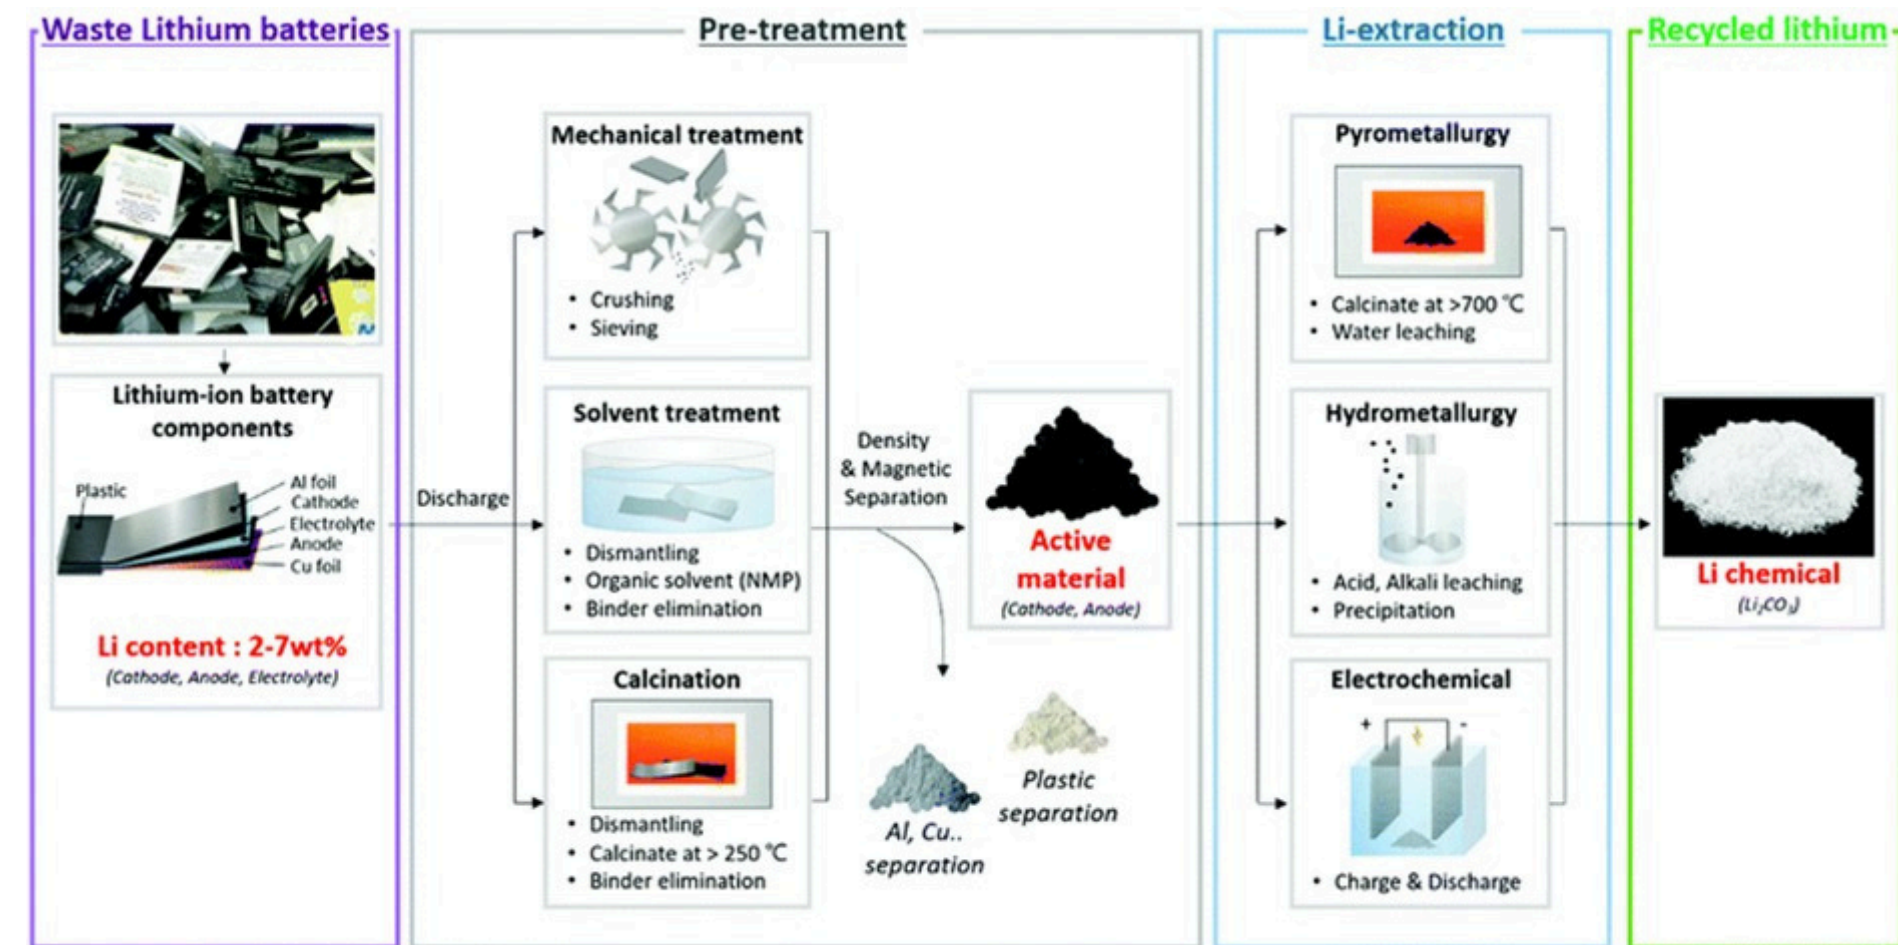 Waste Lithium batteries
Lithium-ion battery
components
Plastic
Al foil
Cathode
Electrolyte
Anode
Cu foil
Li content : 2-7wt%
(Cathode, Anode, Electrolyte)
Pre-treatment
Discharge
Mechanical treatment
• Crushing
• Sieving
Solvent treatment
• Dismantling
• Organic solvent (NMP)
• Binder elimination
Calcination
• Dismantling
• Calcinate at > 250 ℃
• Binder elimination
Density
& Magnetic
Separation
Active
material
(Cathode, Anode)
Plastic
separation
Al, Cu..
separation
Li-extraction
Pyrometallurgy
• Calcinate at >700 ℃
• Water leaching
Hydrometallurgy
• Acid, Alkali leaching
• Precipitation
Electrochemical
+ -
• Charge & Discharge
Recycled lithium
Li chemical
(Li₂CO₃)